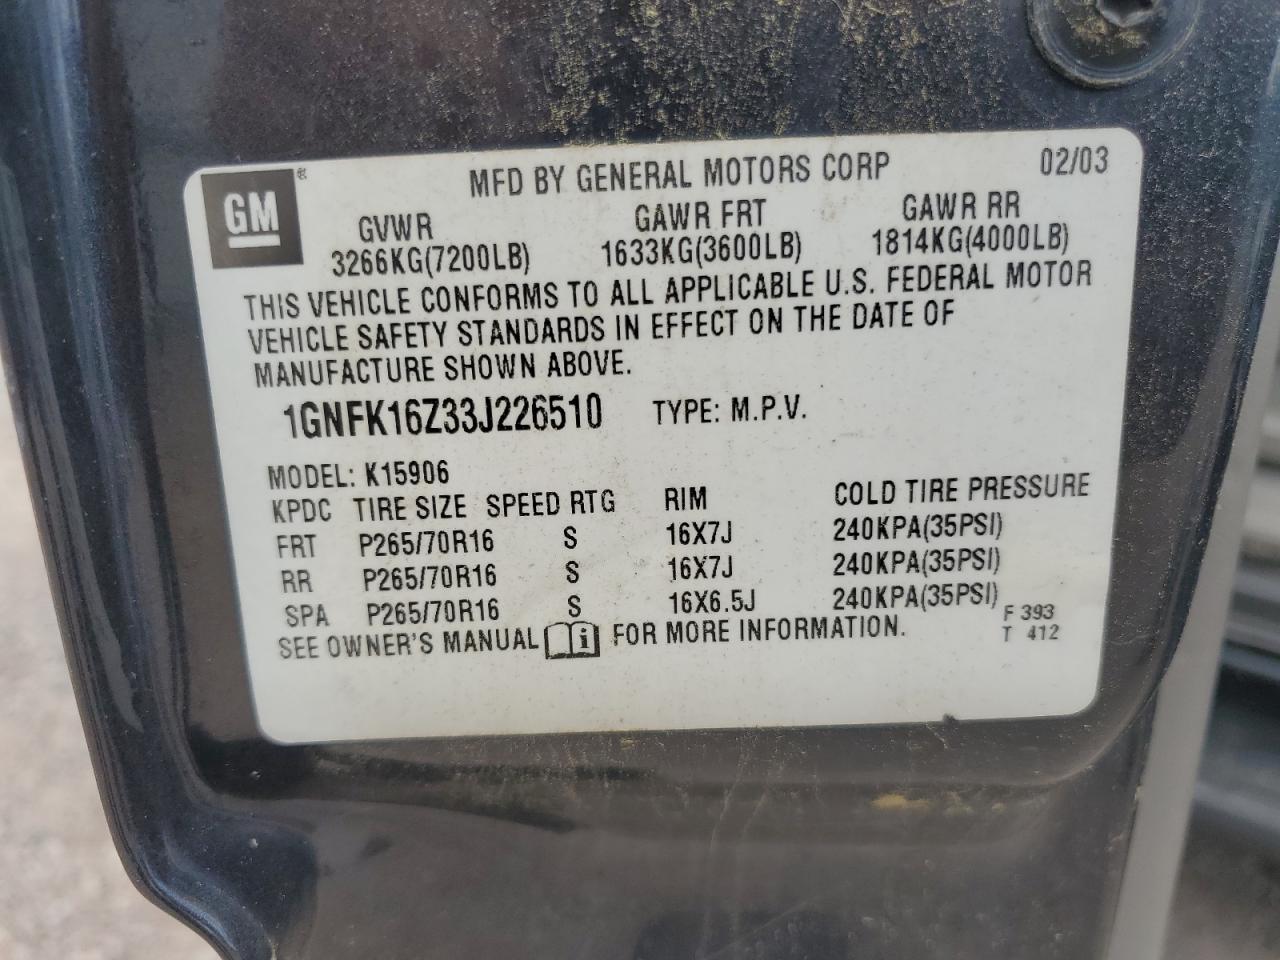 GM ® MFD BY GENERAL MOTORS CORP 02/03
GVWR GAWR FRT GAWR RR
3266KG(7200LB) 1633KG(3600LB) 1814KG(4000LB)
THIS VEHICLE CONFORMS TO ALL APPLICABLE U.S. FEDERAL MOTOR
VEHICLE SAFETY STANDARDS IN EFFECT ON THE DATE OF
MANUFACTURE SHOWN ABOVE.
1GNFK16Z33J226510 TYPE: M.P.V.
MODEL: K15906
KPDC TIRE SIZE SPEED RTG RIM COLD TIRE PRESSURE
FRT P265/70R16 S 16X7J 240KPA(35PSI)
RR P265/70R16 S 16X7J 240KPA(35PSI)
SPA P265/70R16 S 16X6.5J 240KPA(35PSI)
SEE OWNER'S MANUAL i FOR MORE INFORMATION.
F 393
T 412